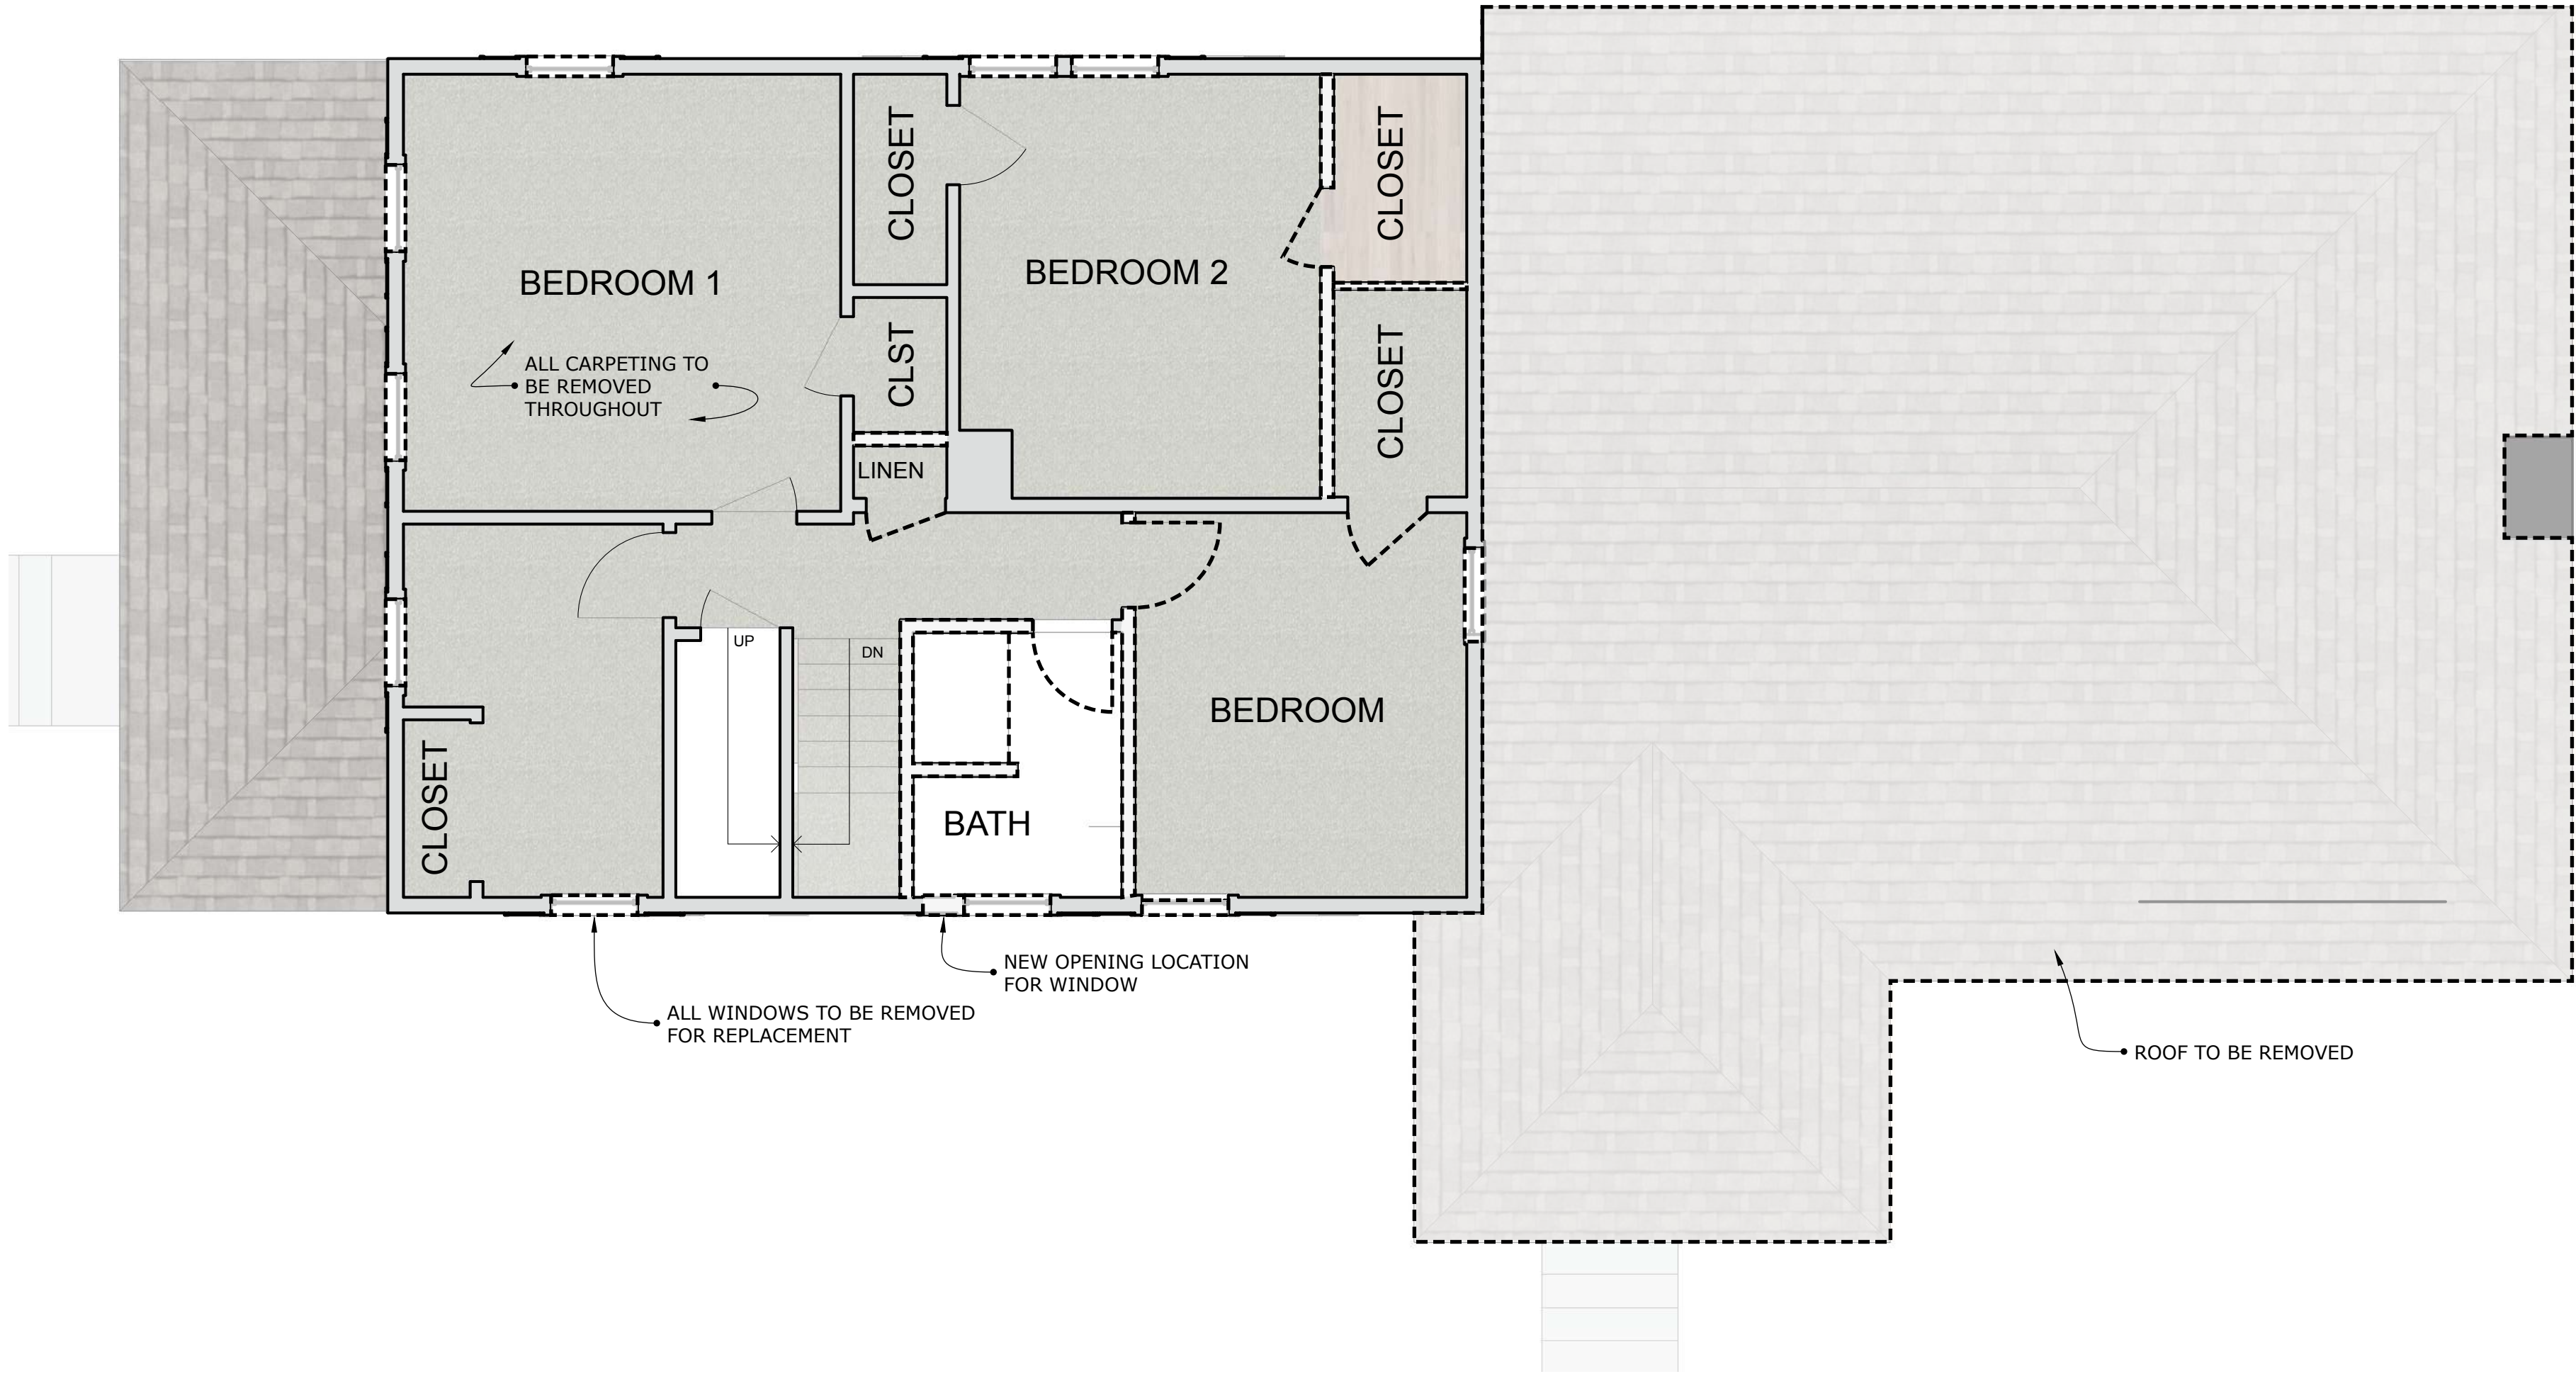 CLOSET
CLOSET
BEDROOM 1
BEDROOM 2
ALL CARPETING TO
BE REMOVED
THROUGHOUT
CLST
CLOSET
LINEN
UP
DN
BEDROOM
CLOSET
BATH
NEW OPENING LOCATION
FOR WINDOW
ALL WINDOWS TO BE REMOVED
FOR REPLACEMENT
ROOF TO BE REMOVED